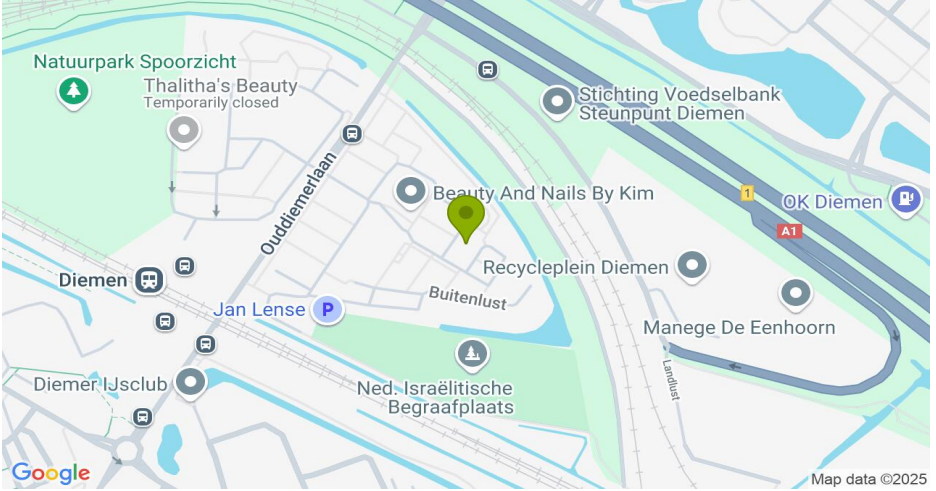 Natuurpark Spoorzicht
Thalitha's Beauty
Temporarily closed
Stichting Voedselbank
Steunpunt Diemen
Ouddiemerlaan
Beauty And Nails By Kim
1
OK Diemen
A1
Recycleplein Diemen
Diemen
Buitenlust
Jan Lense
P
Manege De Eenhoorn
Ned. Israëlitische
Begraafplaats
Landlust
Diemer IJsclub
Google
Map data ©2025